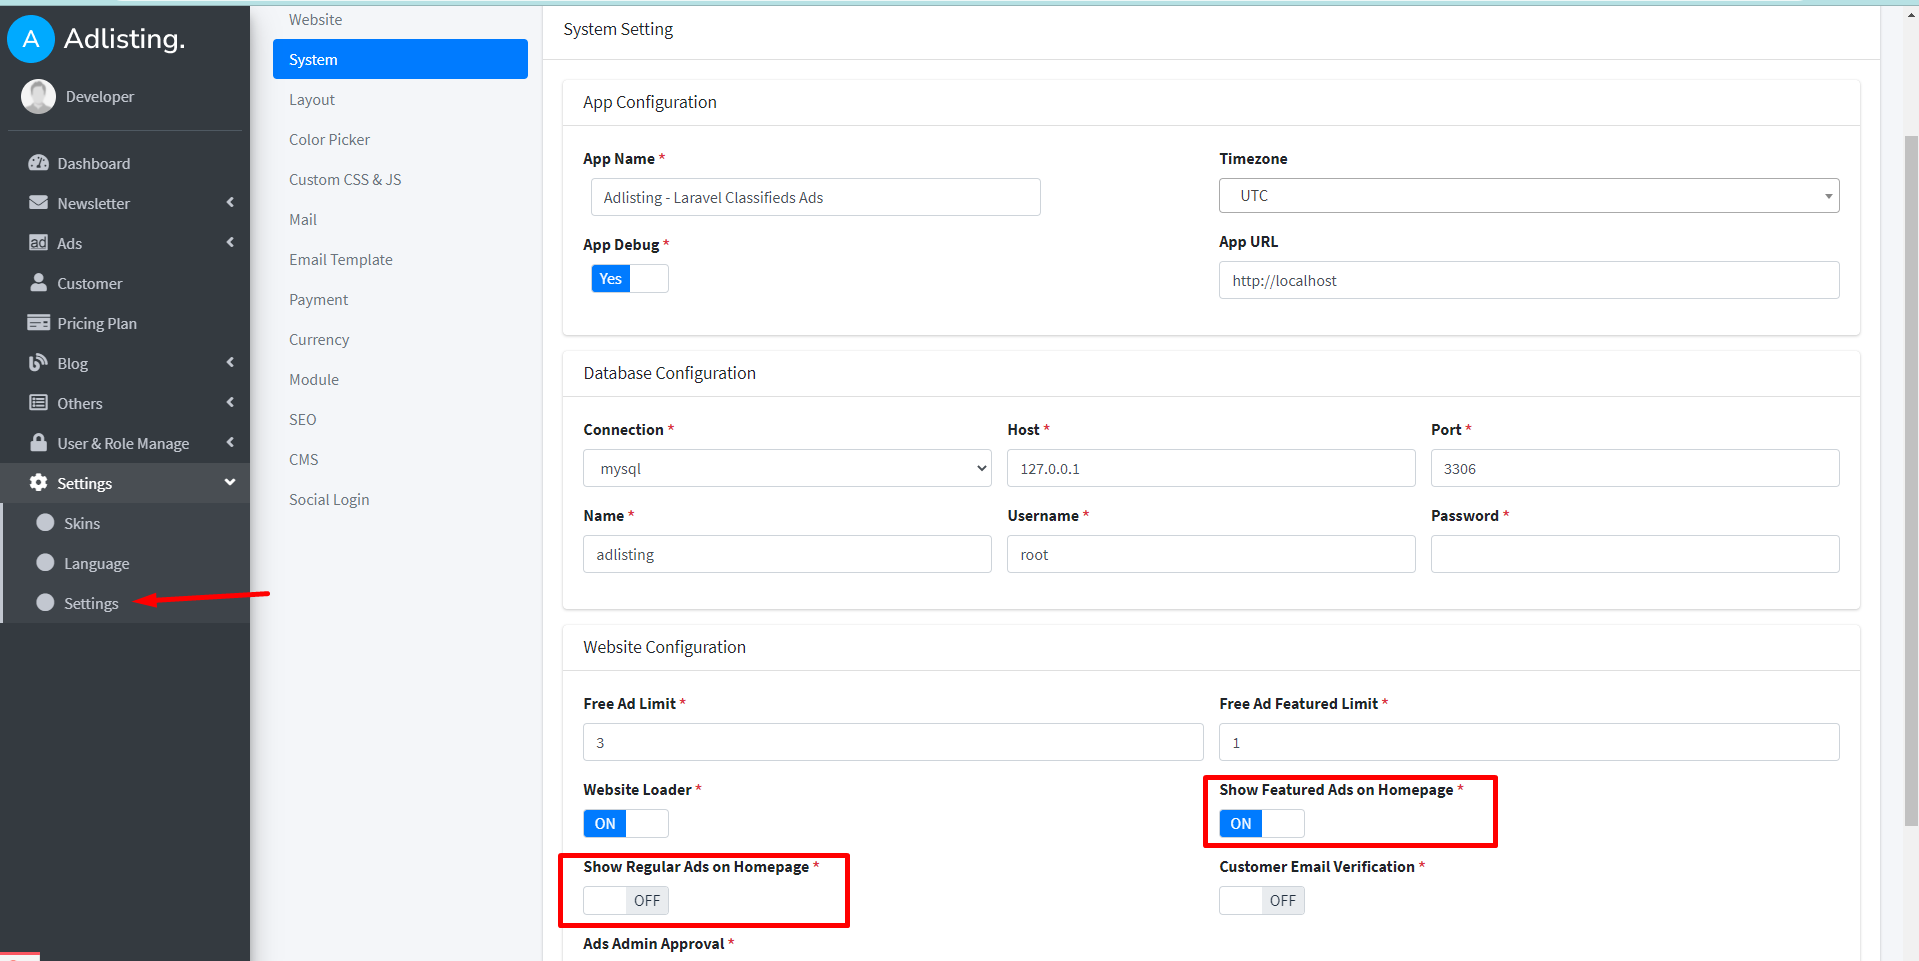 A Adlisting.
Developer
Dashboard
Newsletter
ad Ads
Customer
Pricing Plan
Blog
Others
User & Role Manage
Settings
Skins
Language
Settings
Website
System
Layout
Color Picker
Custom CSS & JS
Mail
Email Template
Payment
Currency
Module
SEO
CMS
Social Login
System Setting
App Configuration
App Name *
Adlisting - Laravel Classifieds Ads
Timezone
UTC
App Debug *
Yes
App URL
http://localhost
Database Configuration
Connection * Host * Port *
mysql 127.0.0.1 3306
Name * Username * Password *
adlisting root
Website Configuration
Free Ad Limit * Free Ad Featured Limit *
3 1
Website Loader * Show Featured Ads on Homepage *
ON ON
Show Regular Ads on Homepage * Customer Email Verification *
OFF OFF
Ads Admin Approval *